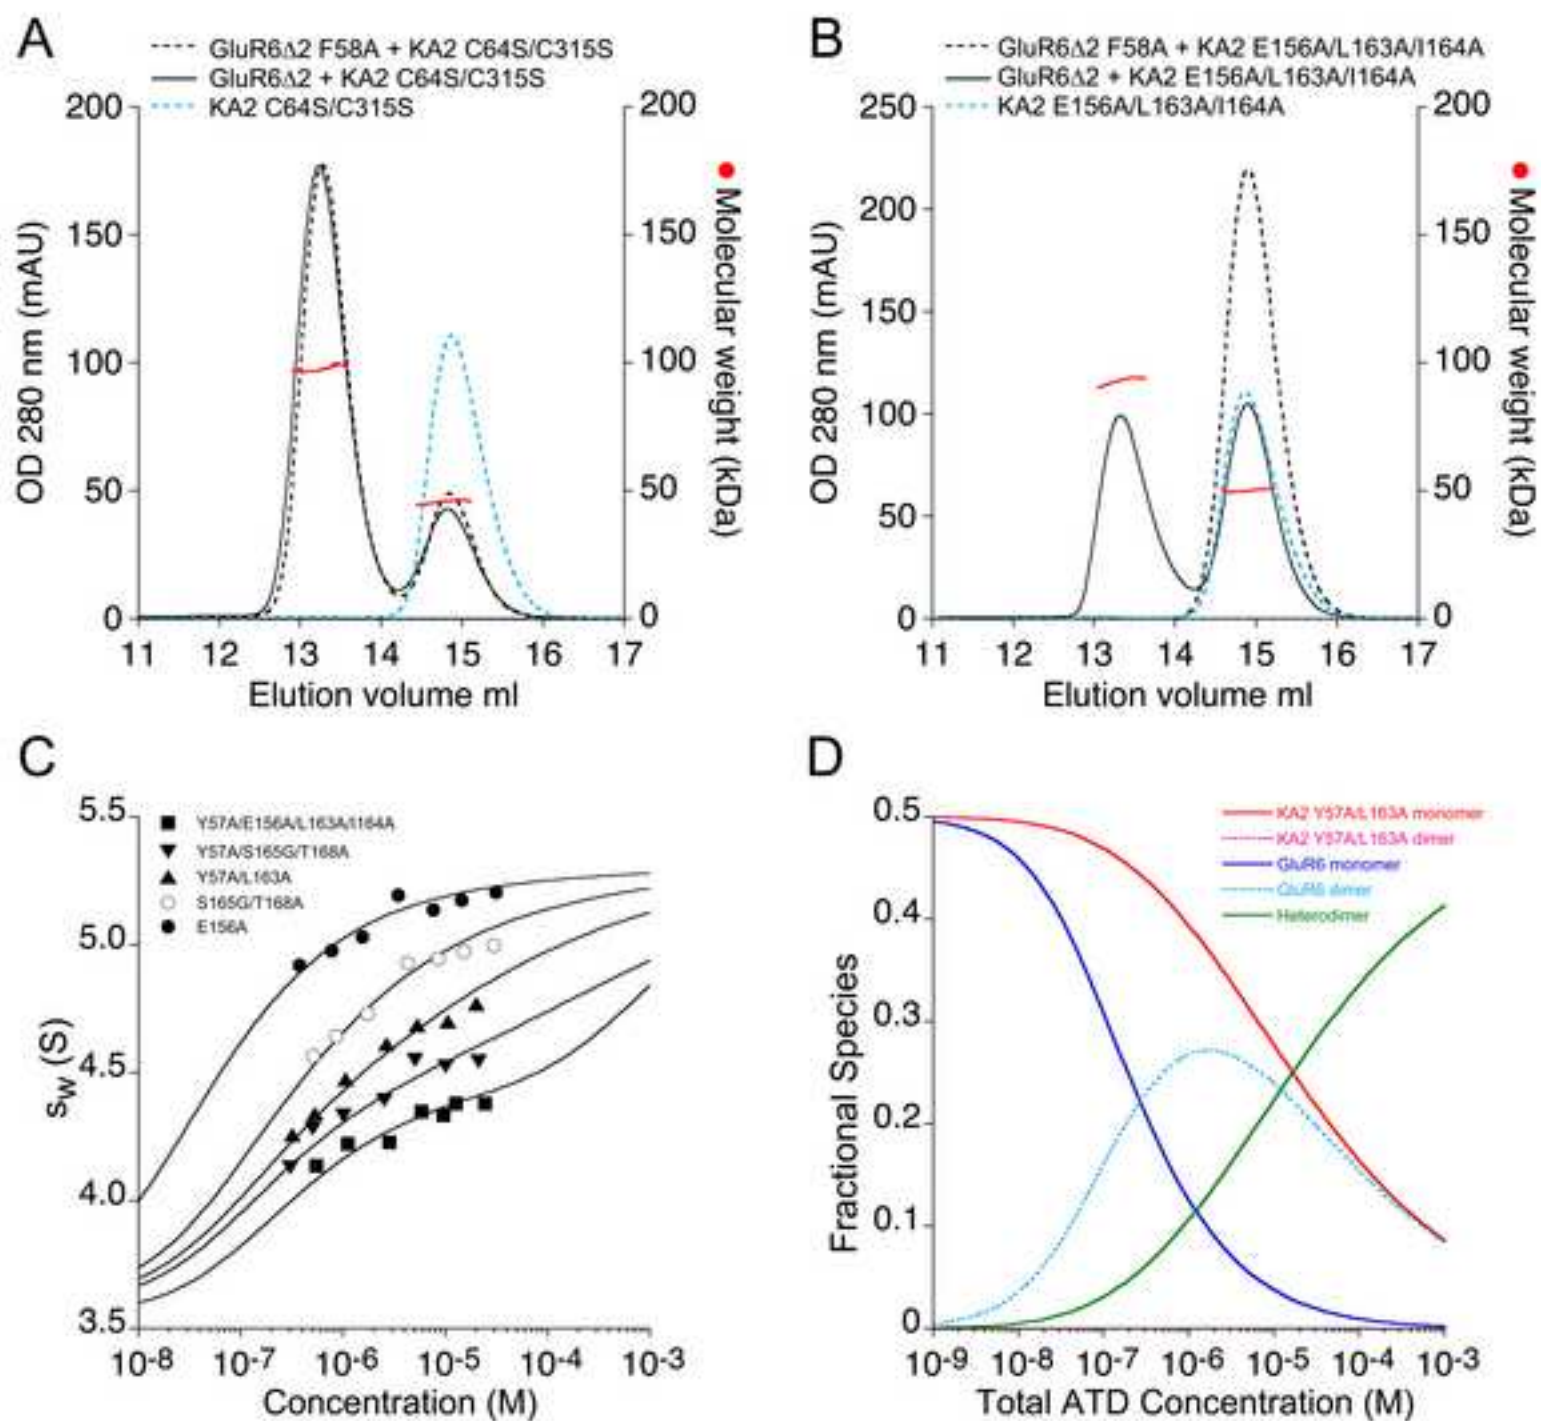 A
GluR6Δ2 F58A + KA2 C64S/C315S
GluR6Δ2 + KA2 C64S/C315S
KA2 C64S/C315S
200
150
100
50
0
200
150
100
50
0
OD 280 nm (mAU)
Molecular weight (kDa)
11 12 13 14 15 16 17
Elution volume ml
B
GluR6Δ2 F58A + KA2 E156A/L163A/I164A
GluR6Δ2 + KA2 E156A/L163A/I164A
KA2 E156A/L163A/I164A
250
200
150
100
50
0
200
150
100
50
0
OD 280 nm (mAU)
Molecular weight (kDa)
11 12 13 14 15 16 17
Elution volume ml
C
Y57A/E156A/L163A/I164A
Y57A/S165G/T168A
Y57A/L163A
S165G/T168A
E156A
5.5
5.0
4.5
4.0
3.5
sw (S)
10-8 10-7 10-6 10-5 10-4 10-3
Concentration (M)
D
KA2 Y57A/L163A monomer
KA2 Y57A/L163A dimer
GluR6 monomer
GluR6 dimer
Heterodimer
0.5
0.4
0.3
0.2
0.1
0
Fractional Species
10-9 10-8 10-7 10-6 10-5 10-4 10-3
Total ATD Concentration (M)